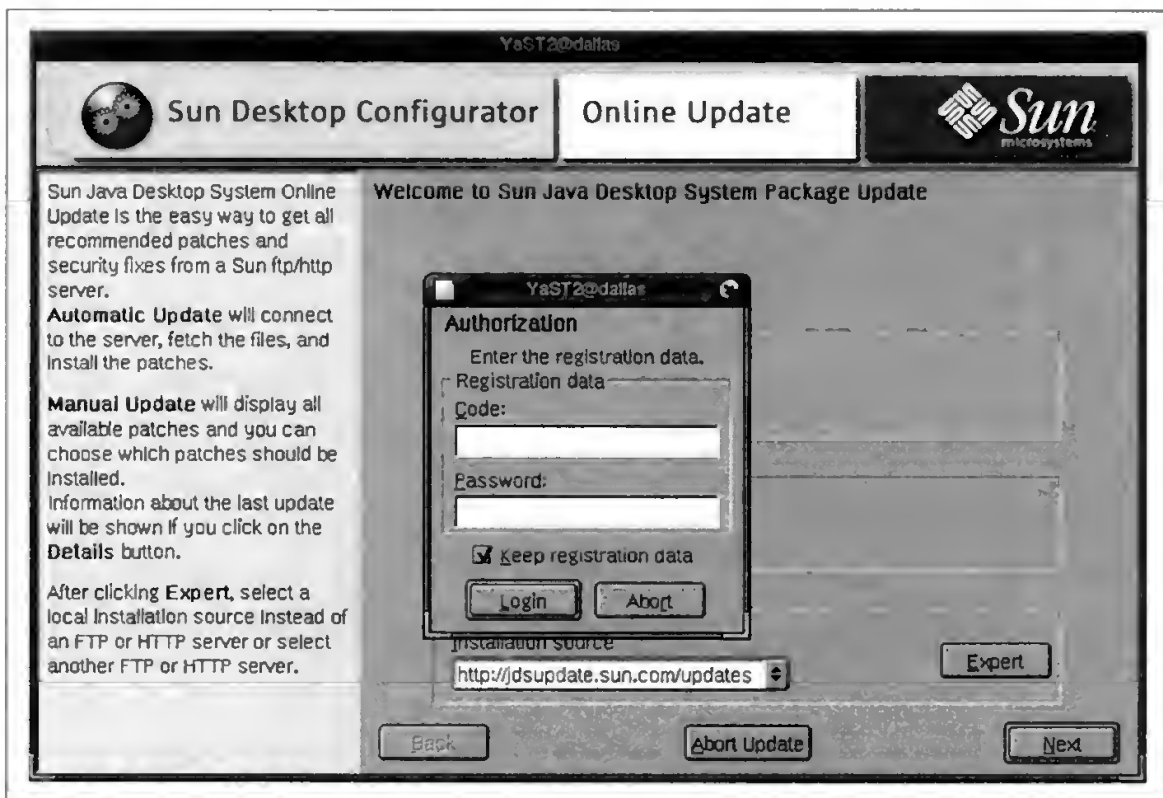 YaST2@dallas
Sun Desktop Configurator
Online Update
Sun
microsystems
Sun Java Desktop System Online
Update is the easy way to get all
recommended patches and
security fixes from a Sun ftp/http
server.
Automatic Update will connect
to the server, fetch the files, and
install the patches.
Manual Update will display all
available patches and you can
choose which patches should be
installed.
Information about the last update
will be shown if you click on the
Details button.
After clicking Expert, select a
local installation source instead of
an FTP or HTTP server or select
another FTP or HTTP server.
Welcome to Sun Java Desktop System Package Update
YaST2@dallas
Authorization
Enter the registration data.
Registration data
Code:
Password:
Keep registration data
Login
Abort
Installation source
http://jdsupdate.sun.com/updates
Expert
Back
Abort Update
Next